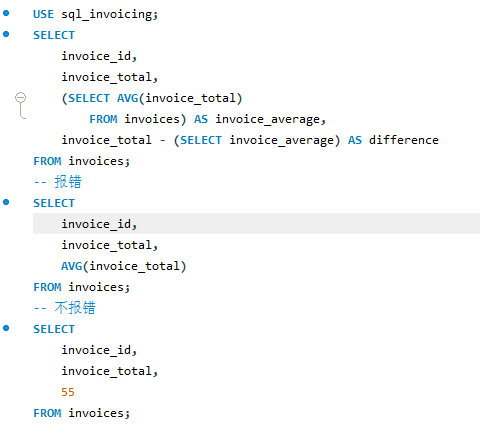 USE sql_invoicing;
SELECT
invoice_id,
invoice_total,
(SELECT AVG(invoice_total)
FROM invoices) AS invoice_average,
invoice_total - (SELECT invoice_average) AS difference
FROM invoices;
-- 报错
SELECT
invoice_id,
invoice_total,
AVG(invoice_total)
FROM invoices;
-- 不报错
SELECT
invoice_id,
invoice_total,
55
FROM invoices;